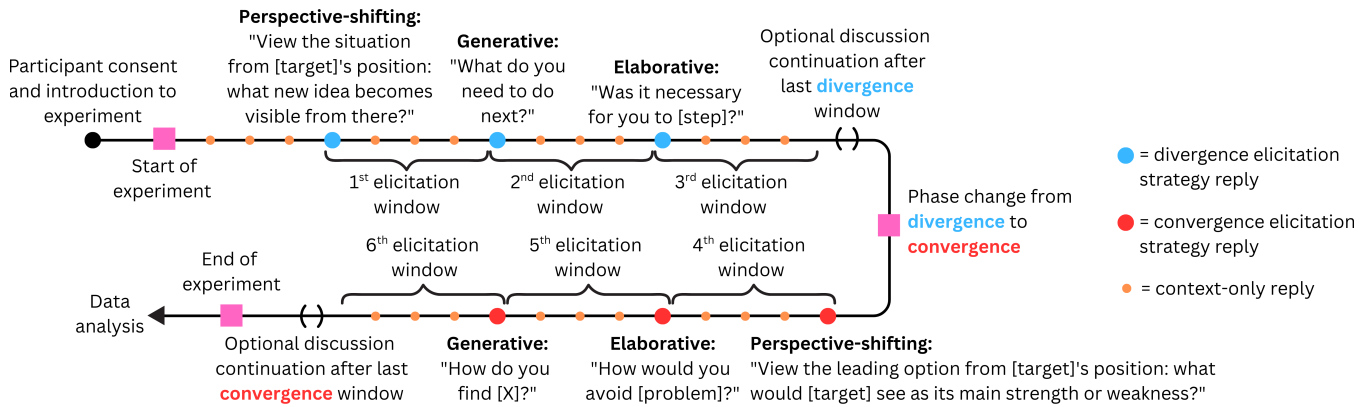 Participant consent
and introduction to
experiment
Perspective-shifting:
"View the situation
from [target]'s position:
what new idea becomes
visible from there?"
Generative:
"What do you
need to do
next?"
Elaborative:
"Was it necessary
for you to [step]?"
Optional discussion
continuation after
last divergence
window
( )
Start of
experiment
1st elicitation
window
2nd elicitation
window
3rd elicitation
window
Phase change from
divergence to
convergence
= divergence elicitation
strategy reply
= convergence elicitation
strategy reply
= context-only reply
6th elicitation
window
5th elicitation
window
4th elicitation
window
End of
experiment
Data
analysis
( )
Optional discussion
continuation after last
convergence window
Generative:
"How do you
find [X]?"
Elaborative:
"How would you
avoid [problem]?"
Perspective-shifting:
"View the leading option from [target]'s position: what
would [target] see as its main strength or weakness?"